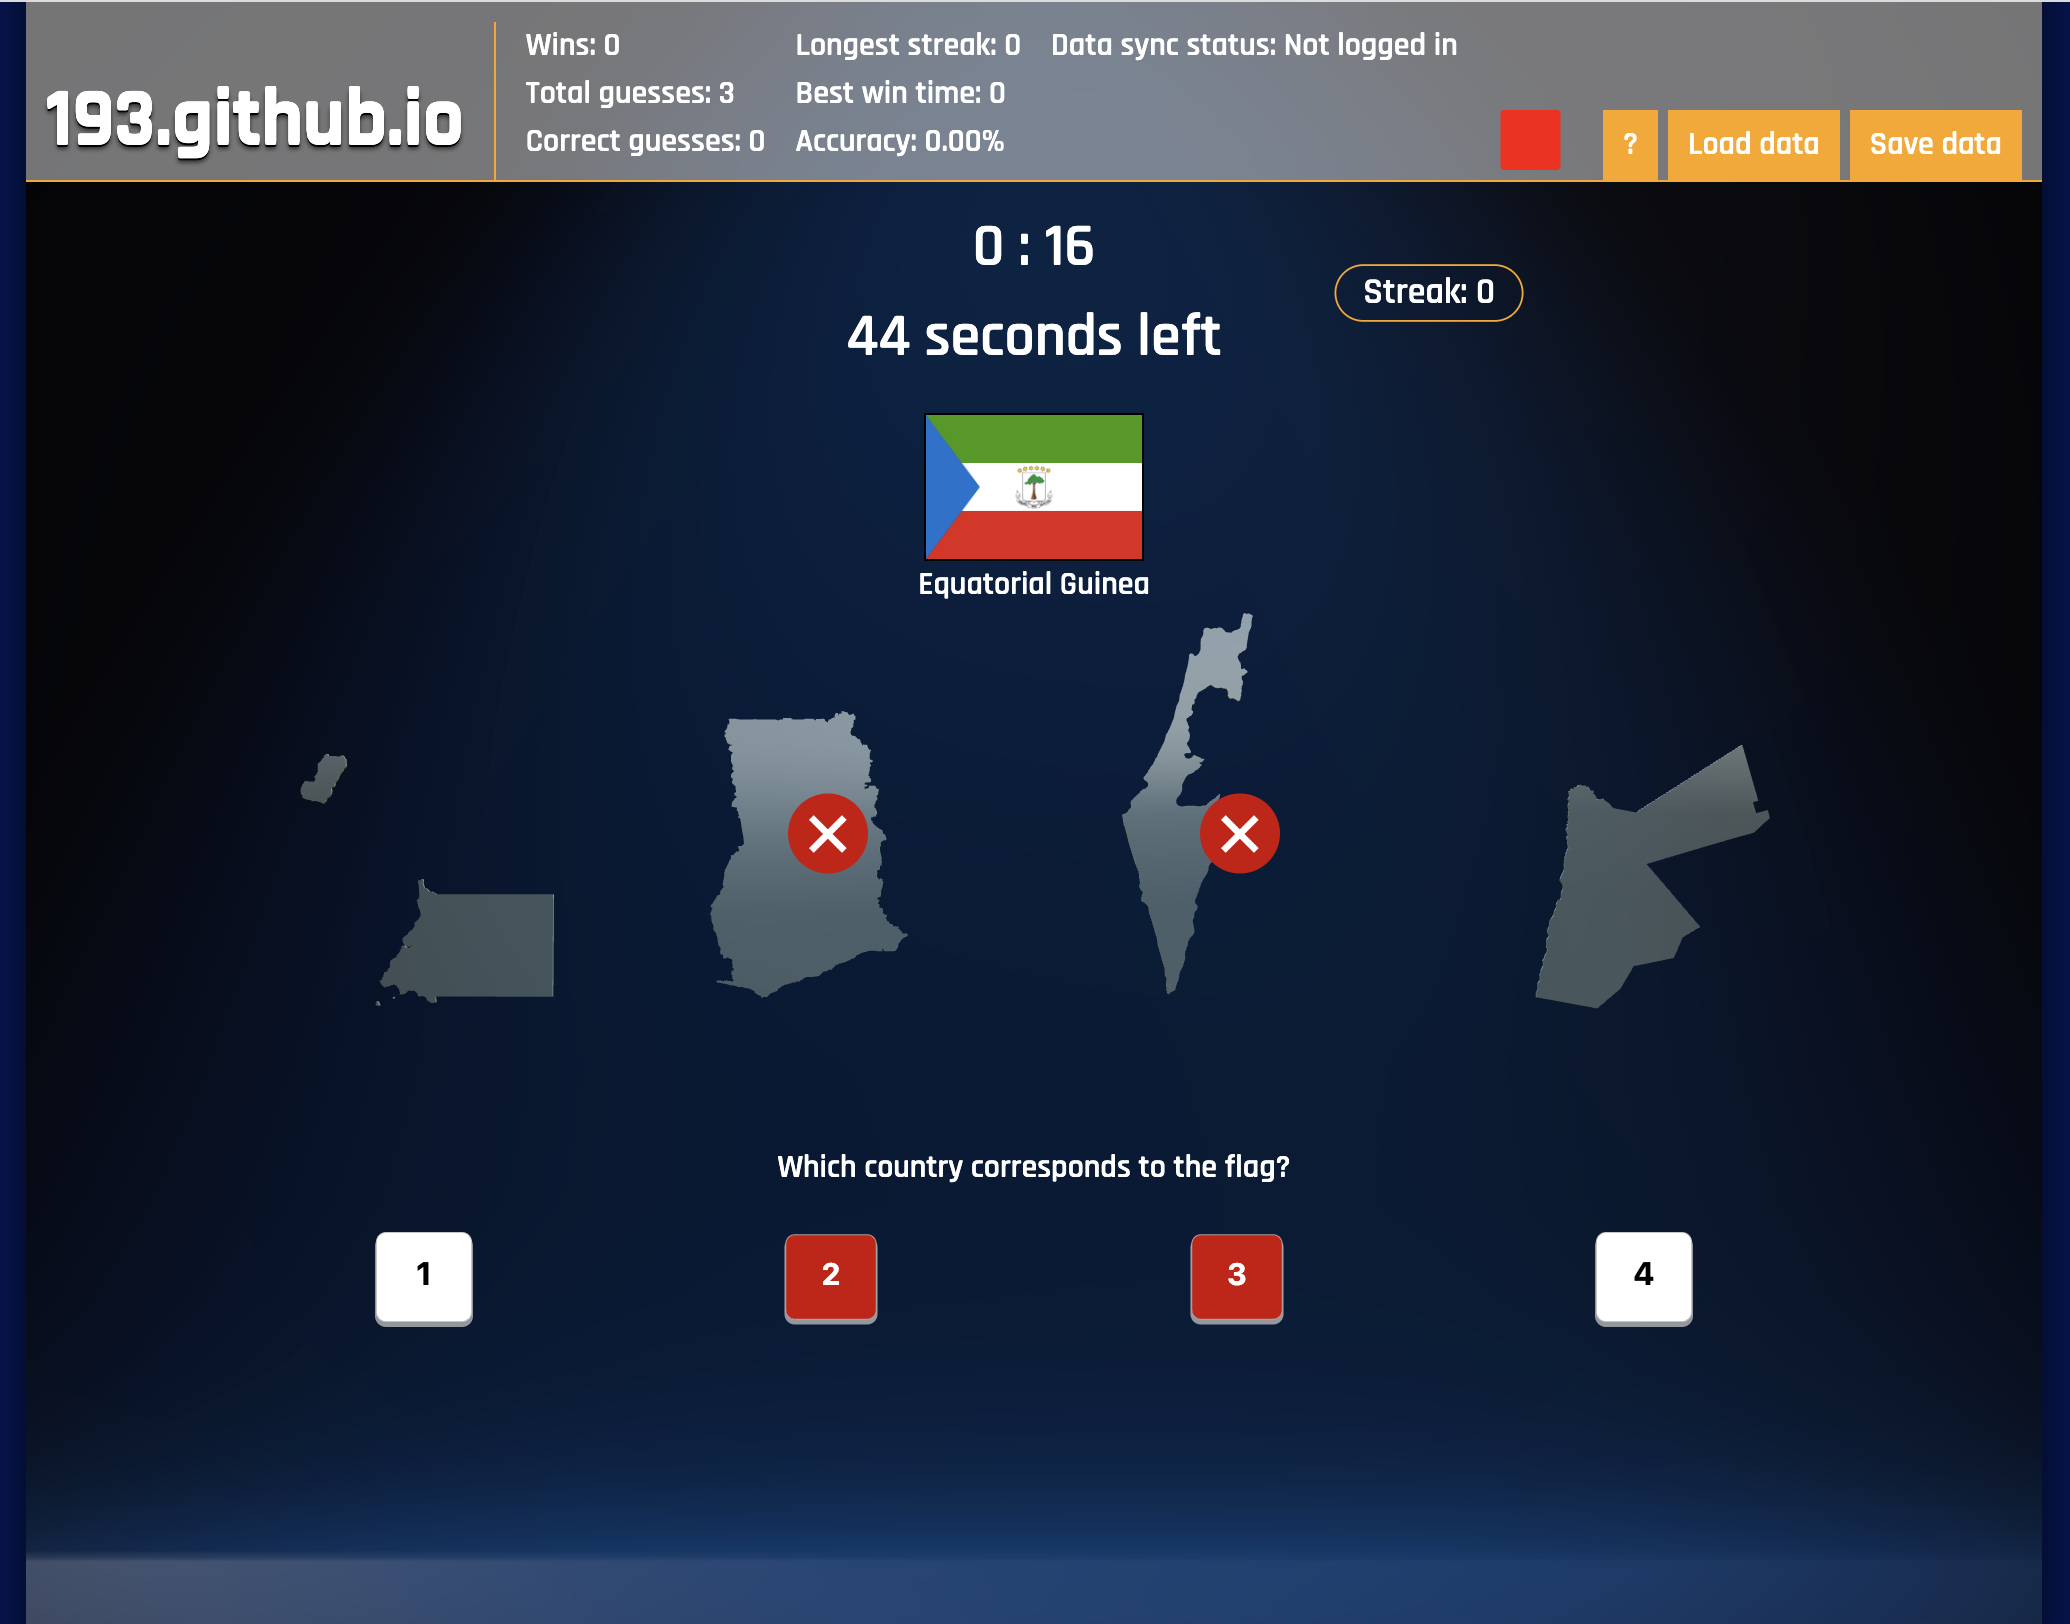 193.github.io
Wins: 0
Total guesses: 3
Correct guesses: 0
Longest streak: 0
Best win time: 0
Accuracy: 0.00%
Data sync status: Not logged in
?
Load data
Save data
0 : 16
44 seconds left
Streak: 0
Equatorial Guinea
Which country corresponds to the flag?
1
2
3
4